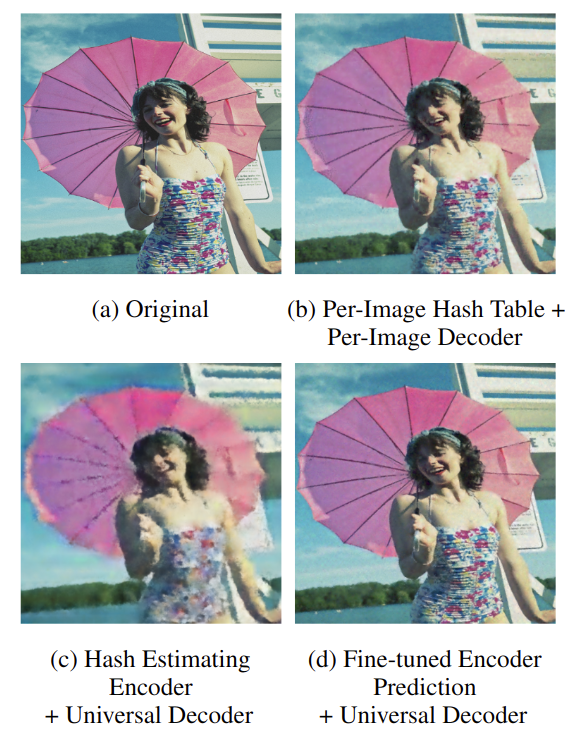 E G
(a) Original
(b) Per-Image Hash Table +
Per-Image Decoder
E G
(c) Hash Estimating
Encoder
+ Universal Decoder
(d) Fine-tuned Encoder
Prediction
+ Universal Decoder